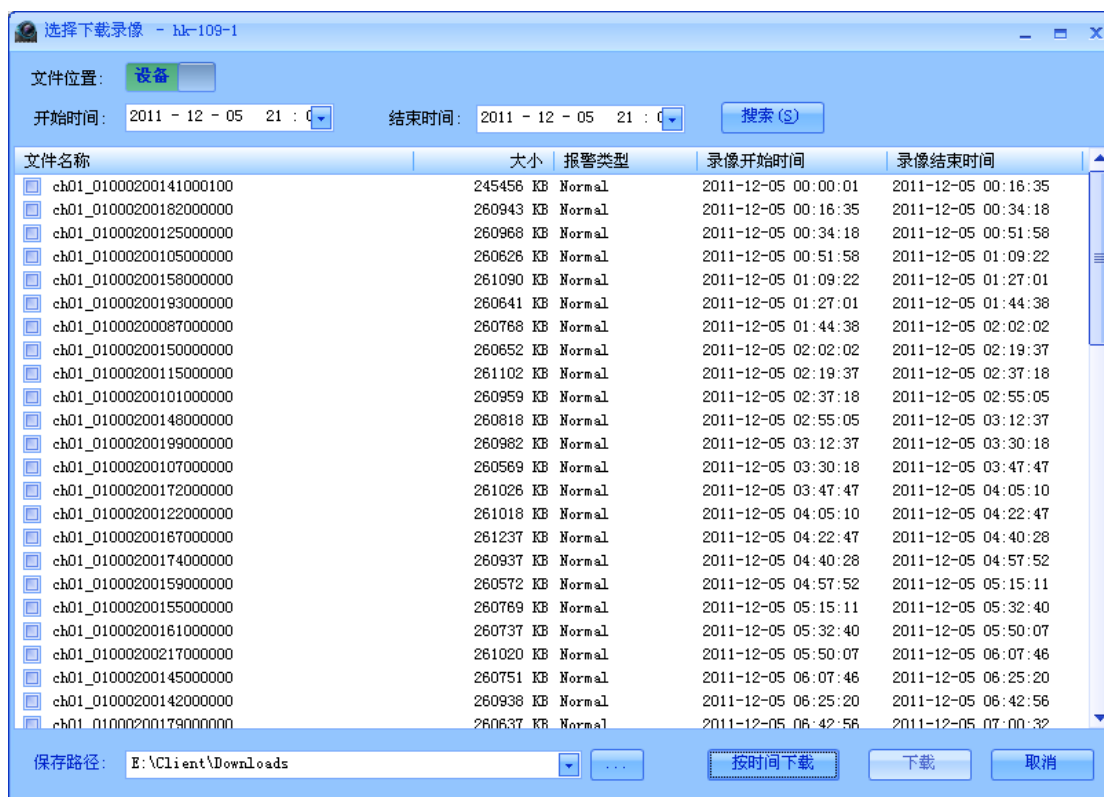 选择下载录像 - hk-109-1
文件位置: 设备
开始时间: 2011 - 12 - 05 21 : 结束时间: 2011 - 12 - 05 21 : 搜索(S)
文件名称 大小 报警类型 录像开始时间 录像结束时间
ch01_01000200141000100 245456 KB Normal 2011-12-05 00:00:01 2011-12-05 00:16:35
ch01_01000200182000000 260943 KB Normal 2011-12-05 00:16:35 2011-12-05 00:34:18
ch01_01000200125000000 260968 KB Normal 2011-12-05 00:34:18 2011-12-05 00:51:58
ch01_01000200105000000 260626 KB Normal 2011-12-05 00:51:58 2011-12-05 01:09:22
ch01_01000200158000000 261090 KB Normal 2011-12-05 01:09:22 2011-12-05 01:27:01
ch01_01000200193000000 260641 KB Normal 2011-12-05 01:27:01 2011-12-05 01:44:38
ch01_01000200087000000 260768 KB Normal 2011-12-05 01:44:38 2011-12-05 02:02:02
ch01_01000200150000000 260652 KB Normal 2011-12-05 02:02:02 2011-12-05 02:19:37
ch01_01000200115000000 261102 KB Normal 2011-12-05 02:19:37 2011-12-05 02:37:18
ch01_01000200101000000 260959 KB Normal 2011-12-05 02:37:18 2011-12-05 02:55:05
ch01_01000200148000000 260818 KB Normal 2011-12-05 02:55:05 2011-12-05 03:12:37
ch01_01000200199000000 260982 KB Normal 2011-12-05 03:12:37 2011-12-05 03:30:18
ch01_01000200107000000 260569 KB Normal 2011-12-05 03:30:18 2011-12-05 03:47:47
ch01_01000200172000000 261026 KB Normal 2011-12-05 03:47:47 2011-12-05 04:05:10
ch01_01000200122000000 261018 KB Normal 2011-12-05 04:05:10 2011-12-05 04:22:47
ch01_01000200167000000 261237 KB Normal 2011-12-05 04:22:47 2011-12-05 04:40:28
ch01_01000200174000000 260937 KB Normal 2011-12-05 04:40:28 2011-12-05 04:57:52
ch01_01000200159000000 260572 KB Normal 2011-12-05 04:57:52 2011-12-05 05:15:11
ch01_01000200155000000 260769 KB Normal 2011-12-05 05:15:11 2011-12-05 05:32:40
ch01_01000200161000000 260737 KB Normal 2011-12-05 05:32:40 2011-12-05 05:50:07
ch01_01000200217000000 261020 KB Normal 2011-12-05 05:50:07 2011-12-05 06:07:46
ch01_01000200145000000 260751 KB Normal 2011-12-05 06:07:46 2011-12-05 06:25:20
ch01_01000200142000000 260938 KB Normal 2011-12-05 06:25:20 2011-12-05 06:42:56
ch01_01000200179000000 260637 KB Normal 2011-12-05 06:42:56 2011-12-05 07:00:32
保存路径: E:\Client\Downloads ... 按时间下载 下载 取消